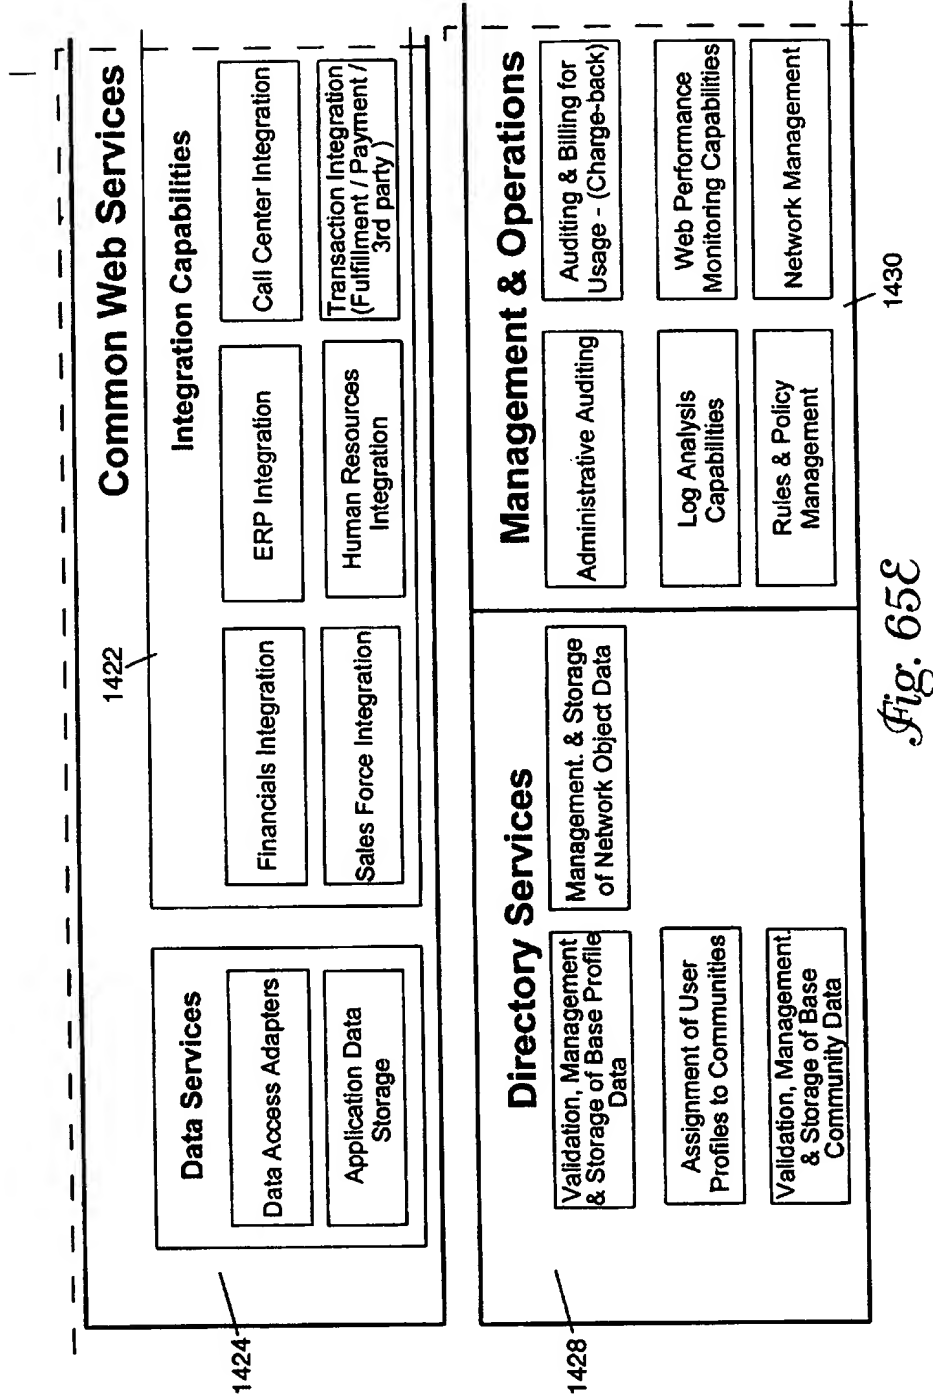 Common Web Services
1422
Data Services
Data Access Adapters
Application Data
Storage
1424
Integration Capabilities
Financials Integration
ERP Integration
Call Center Integration
Sales Force Integration
Human Resources
Integration
Transaction Integration
(Fulfillment / Payment /
3rd party )
Directory Services
Validation, Management
& Storage of Base Profile
Data
Management. & Storage
of Network Object Data
Assignment of User
Profiles to Communities
Validation, Management.
& Storage of Base
Community Data
1428
Management & Operations
Administrative Auditing
Auditing & Billing for
Usage - (Charge-back)
Log Analysis
Capabilities
Web Performance
Monitoring Capabilities
Rules & Policy
Management
Network Management
1430
Fig. 65E